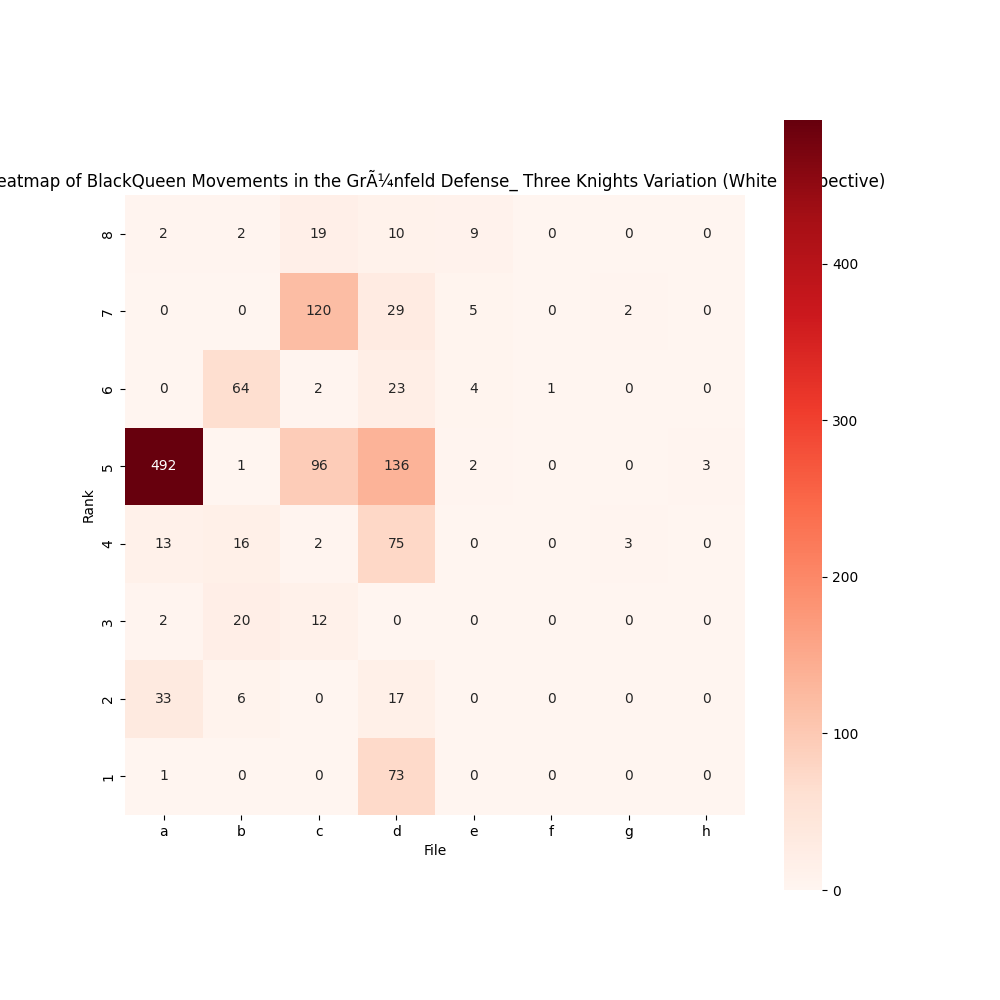 eatmap of BlackQueen Movements in the GrÃ¼nfeld Defense_ Three Knights Variation (White pective)
8 2 2 19 10 9 0 0 0
7 0 0 120 29 5 0 2 0
6 0 64 2 23 4 1 0 0
5 492 1 96 136 2 0 0 3
4 13 16 2 75 0 0 3 0
3 2 20 12 0 0 0 0 0
2 33 6 0 17 0 0 0 0
1 1 0 0 73 0 0 0 0
a b c d e f g h
Rank
File
400
300
200
100
0